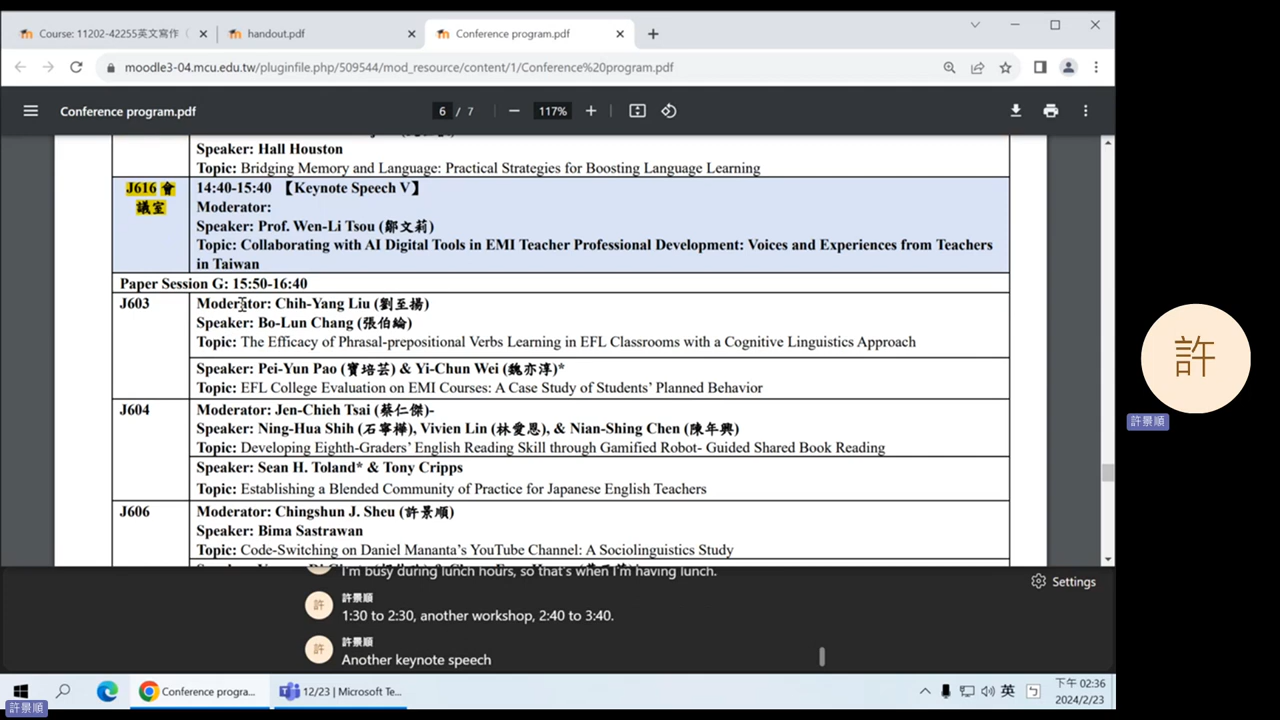 Course: 11202-42255英文寫作（
handout.pdf
Conference program.pdf
moodle3-04.mcu.edu.tw/pluginfile.php/509544/mod_resource/content/1/Conference%20program.pdf
Conference program.pdf
6 / 7
117%
Speaker: Hall Houston
Topic: Bridging Memory and Language: Practical Strategies for Boosting Language Learning
J616 會議室
14:40-15:40 【Keynote Speech V】
Moderator:
Speaker: Prof. Wen-Li Tsou (鄒文莉)
Topic: Collaborating with AI Digital Tools in EMI Teacher Professional Development: Voices and Experiences from Teachers
in Taiwan
Paper Session G: 15:50-16:40
J603
Moderator: Chih-Yang Liu (劉至揚)
Speaker: Bo-Lun Chang (張伯綸)
Topic: The Efficacy of Phrasal-prepositional Verbs Learning in EFL Classrooms with a Cognitive Linguistics Approach
Speaker: Pei-Yun Pao (寶培芸) & Yi-Chun Wei (魏亦淳)*
Topic: EFL College Evaluation on EMI Courses: A Case Study of Students’ Planned Behavior
J604
Moderator: Jen-Chieh Tsai (蔡仁傑)-
Speaker: Ning-Hua Shih (石寧樺), Vivien Lin (林愛恩), & Nian-Shing Chen (陳年興)
Topic: Developing Eighth-Graders’ English Reading Skill through Gamified Robot- Guided Shared Book Reading
Speaker: Sean H. Toland* & Tony Cripps
Topic: Establishing a Blended Community of Practice for Japanese English Teachers
J606
Moderator: Chingshun J. Sheu (許景順)
Speaker: Bima Sastrawan
Topic: Code-Switching on Daniel Mananta’s YouTube Channel: A Sociolinguistics Study
許
許景順
I'm busy during lunch hours, so that's when I'm having lunch.
Settings
許
許景順
1:30 to 2:30, another workshop, 2:40 to 3:40.
許
許景順
Another keynote speech
Conference progra...
12/23 | Microsoft Te...
英
下午 02:36
2024/2/23
許景順